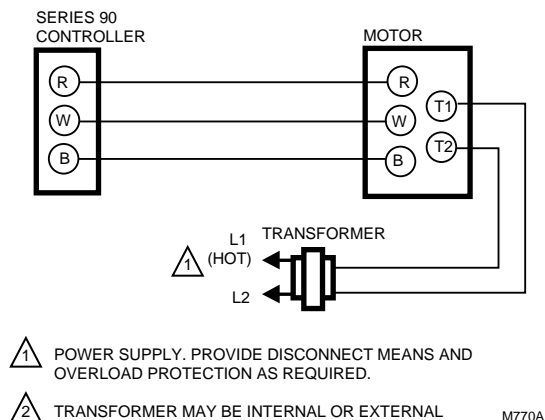 SERIES 90
CONTROLLER
MOTOR
R
R
W
W
B
B
T1
T2
TRANSFORMER
L1
(HOT)
1
L2
1 POWER SUPPLY. PROVIDE DISCONNECT MEANS AND
OVERLOAD PROTECTION AS REQUIRED.
2 TRANSFORMER MAY BE INTERNAL OR EXTERNAL
M770A